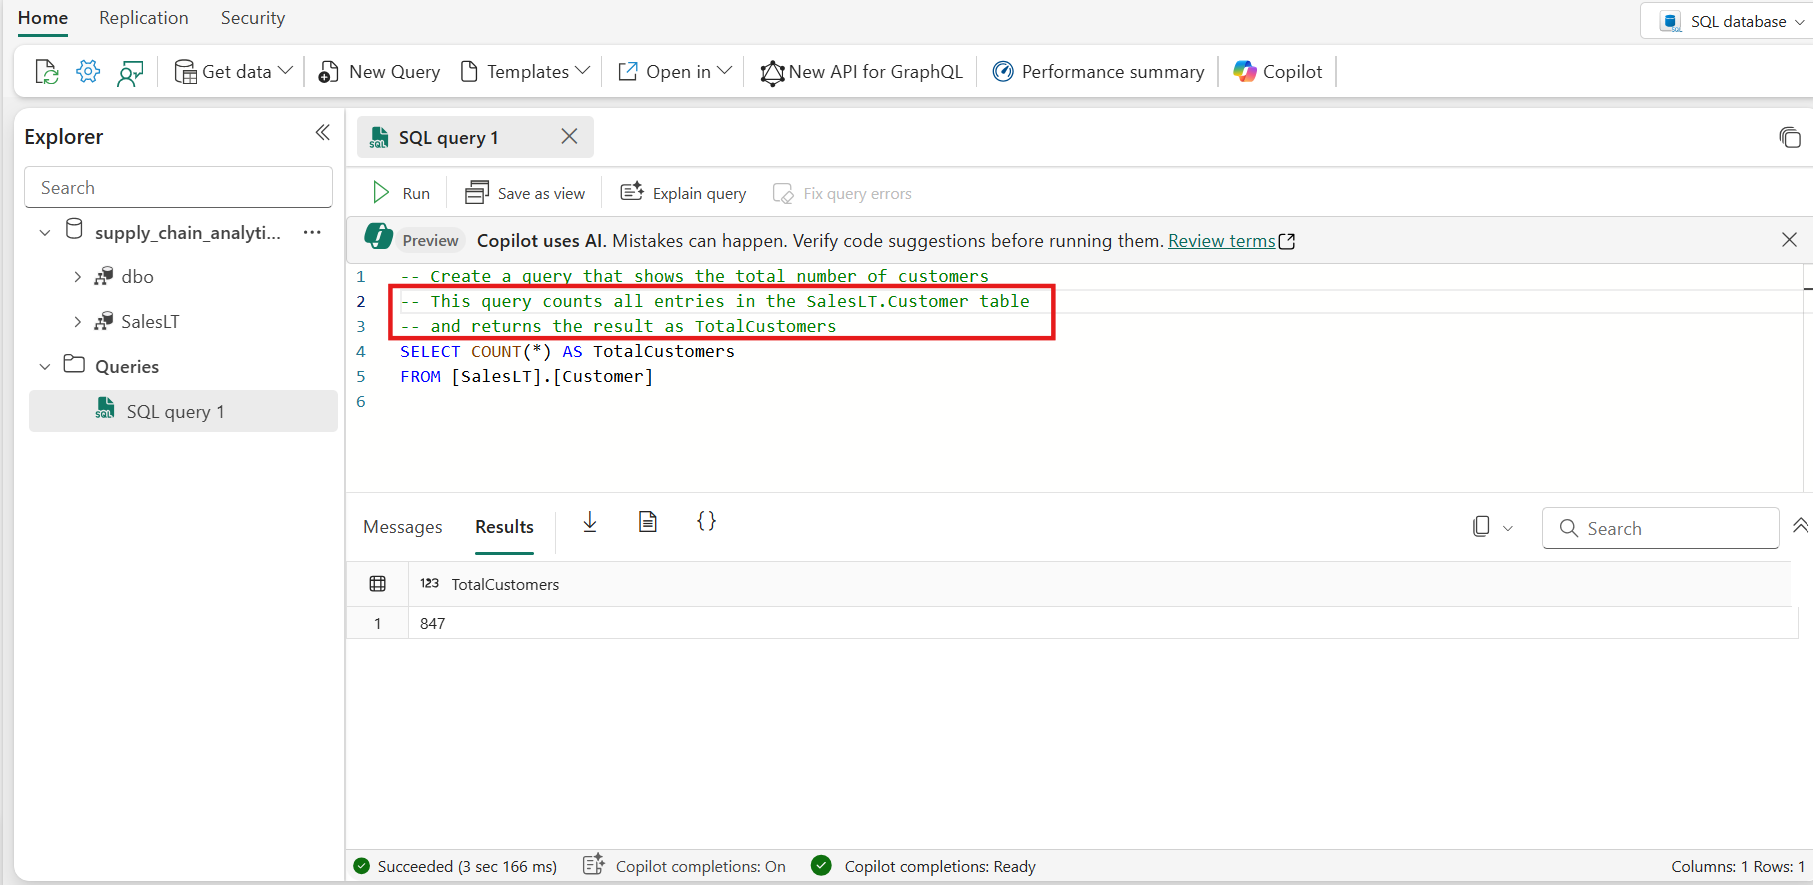 Home Replication Security SQL database
Get data New Query Templates Open in New API for GraphQL Performance summary Copilot
Explorer
Search
supply_chain_analyti... ...
dbo
SalesLT
Queries
SQL query 1
SQL query 1
Run Save as view Explain query Fix query errors
Preview Copilot uses AI. Mistakes can happen. Verify code suggestions before running them. Review terms .
1 -- Create a query that shows the total number of customers
2 -- This query counts all entries in the SalesLT.Customer table
3 -- and returns the result as TotalCustomers
4 SELECT COUNT(*) AS TotalCustomers
5 FROM [SalesLT].[Customer]
6
Messages Results {} Search
123 TotalCustomers
1 847
Succeeded (3 sec 166 ms) Copilot completions: On Copilot completions: Ready Columns: 1 Rows: 1